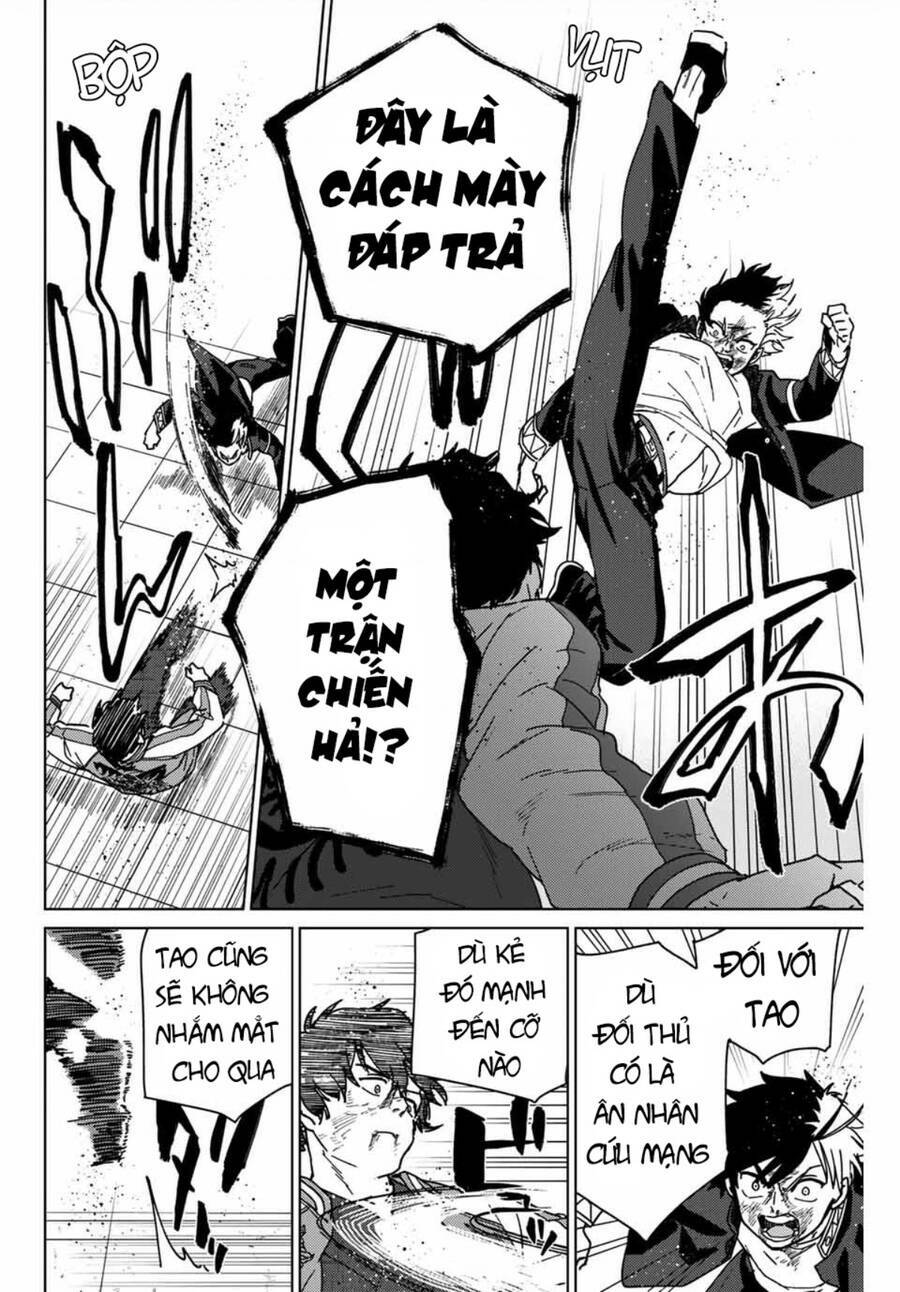 VỤT
ĐÂY LÀ
CÁCH MÀY
ĐÁP TRẢ
MỘT
TRẬN
CHIẾN
HẢ!?
BỘP
ĐỐI VỚI
TAO
DÙ
ĐỐI THỦ
CÓ LÀ
ÂN NHÂN
CỨU MẠNG
DÙ KẺ
ĐÓ MẠNH
ĐẾN CỠ
NÀO
TAO CŨNG
SẼ KHÔNG
NHẮM MẮT
CHO QUA